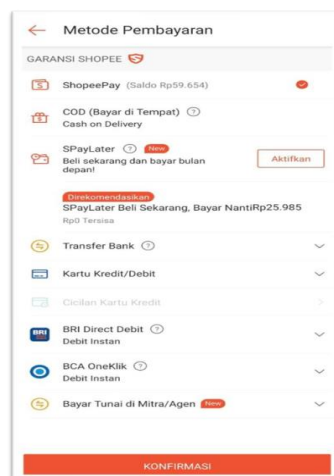 Metode Pembayaran
GARANSI SHOPEE
ShopeePay (Saldo Rp59.654)
COD (Bayar di Tempat) ?
Cash on Delivery
SPayLater ? New
Beli sekarang dan bayar bulan
depan!
Aktifkan
Direkomendasikan
SPayLater Beli Sekarang, Bayar NantiRp25.985
Rp0 Tersisa
Transfer Bank ?
Kartu Kredit/Debit
Cicilan Kartu Kredit
BRI BRI Direct Debit ?
Debit Instan
BCA OneKlik ?
Debit Instan
Bayar Tunai di Mitra/Agen New
KONFIRMASI